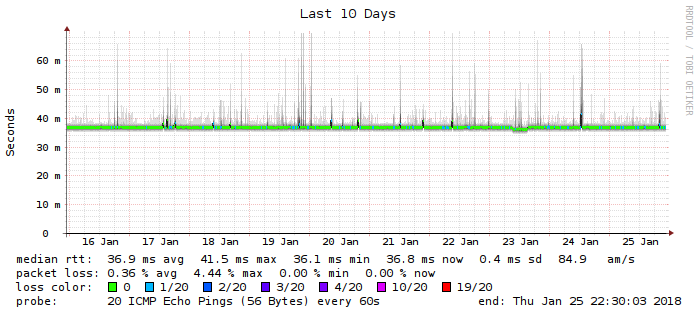 Last 10 Days
RRDTOOL / TOBI OETIKER
Seconds
60 m
50 m
40 m
30 m
20 m
10 m
0
16 Jan 17 Jan 18 Jan 19 Jan 20 Jan 21 Jan 22 Jan 23 Jan 24 Jan 25 Jan
median rtt: 36.9 ms avg 41.5 ms max 36.1 ms min 36.8 ms now 0.4 ms sd 84.9 am/s
packet loss: 0.36 % avg 4.44 % max 0.00 % min 0.00 % now
loss color: 0 1/20 2/20 3/20 4/20 10/20 19/20
probe: 20 ICMP Echo Pings (56 Bytes) every 60s end: Thu Jan 25 22:30:03 2018